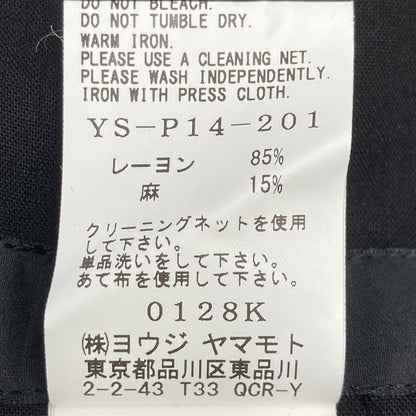 DO NOT BLEACH.
DO NOT TUMBLE DRY.
WARM IRON.
PLEASE USE A CLEANING NET.
PLEASE WASH INDEPENDENTLY.
IRON WITH PRESS CLOTH.
YS-P14-201
レーヨン 85%
麻 15%
クリーニングネットを使用
して下さい。
単品洗いをして下さい。
あて布を使用して下さい。
0128K
㈱ヨウジ ヤマモト
東京都品川区東品川
2-2-43 T33 QCR-Y